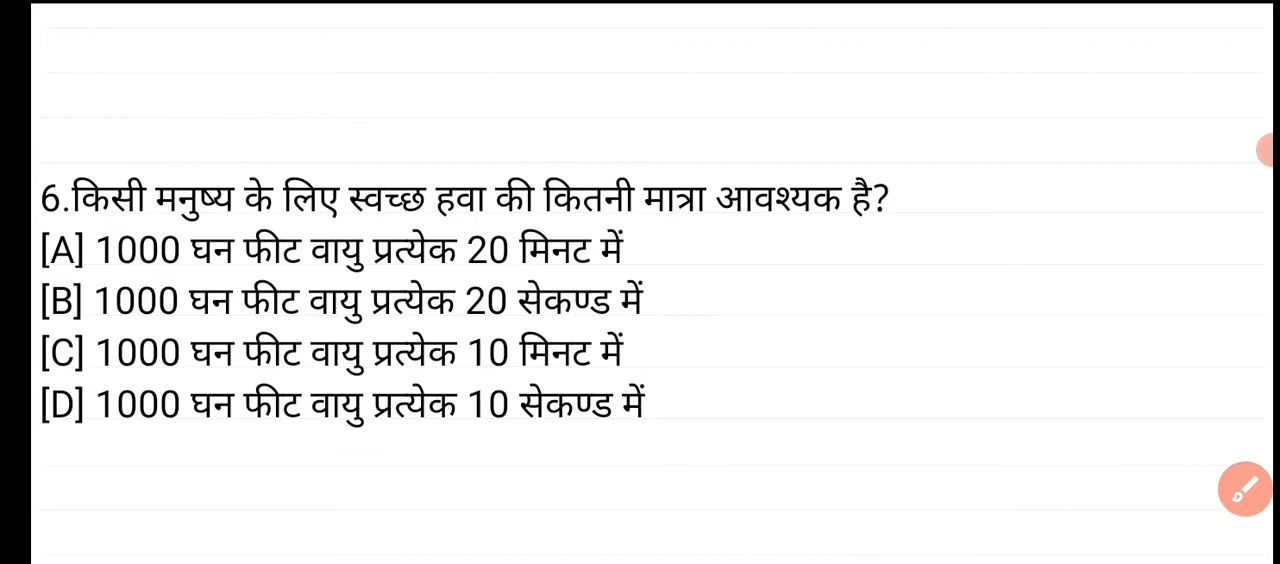 6.किसी मनुष्य के लिए स्वच्छ हवा की कितनी मात्रा आवश्यक है?
[A] 1000 घन फीट वायु प्रत्येक 20 मिनट में
[B] 1000 घन फीट वायु प्रत्येक 20 सेकण्ड में
[C] 1000 घन फीट वायु प्रत्येक 10 मिनट में
[D] 1000 घन फीट वायु प्रत्येक 10 सेकण्ड में